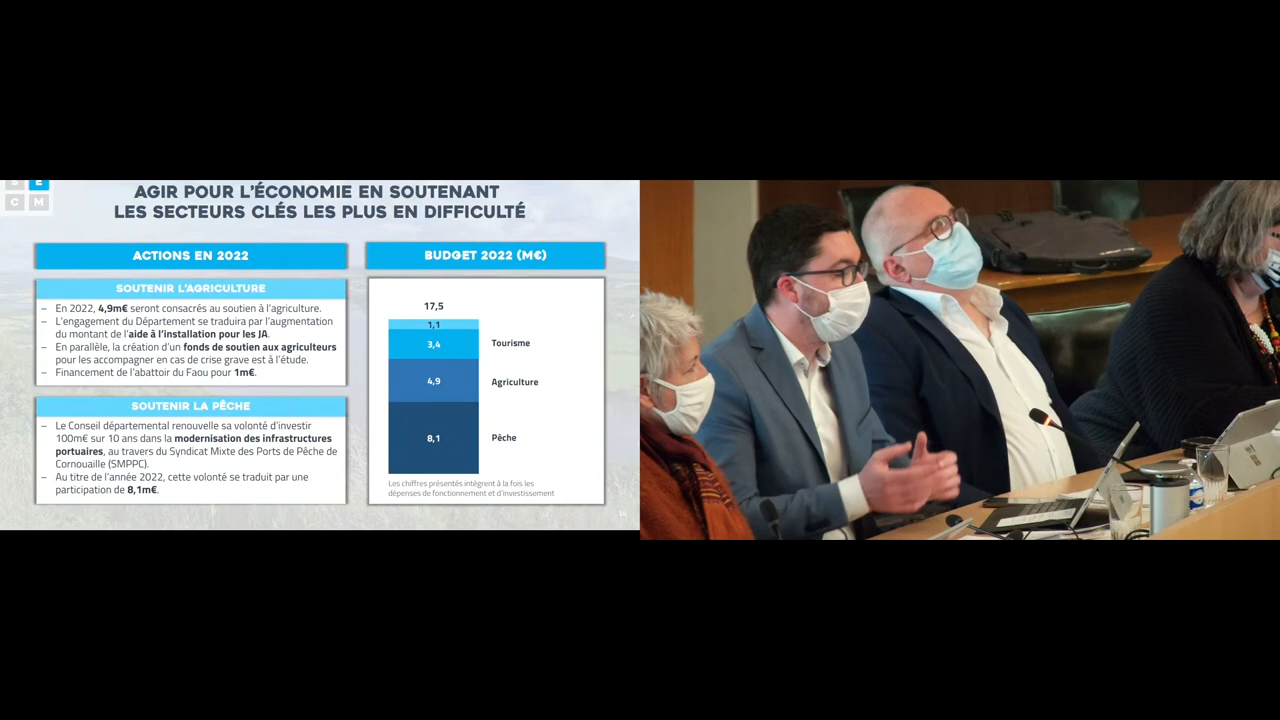 E
C M
AGIR POUR L'ÉCONOMIE EN SOUTENANT
LES SECTEURS CLÉS LES PLUS EN DIFFICULTÉ
ACTIONS EN 2022
SOUTENIR L'AGRICULTURE
– En 2022, 4,9m€ seront consacrés au soutien à l'agriculture.
– L'engagement du Département se traduira par l'augmentation
du montant de l'aide à l'installation pour les JA.
– En parallèle, la création d'un fonds de soutien aux agriculteurs
pour les accompagner en cas de crise grave est à l'étude.
– Financement de l'abattoir du Faou pour 1m€.
SOUTENIR LA PÊCHE
– Le Conseil départemental renouvelle sa volonté d'investir
100m€ sur 10 ans dans la modernisation des infrastructures
portuaires, au travers du Syndicat Mixte des Ports de Pêche de
Cornouaille (SMPPC).
– Au titre de l'année 2022, cette volonté se traduit par une
participation de 8,1m€.
BUDGET 2022 (M€)
17,5
1,1
3,4 Tourisme
4,9 Agriculture
8,1 Pêche
Les chiffres présentés intègrent à la fois les
dépenses de fonctionnement et d'investissement